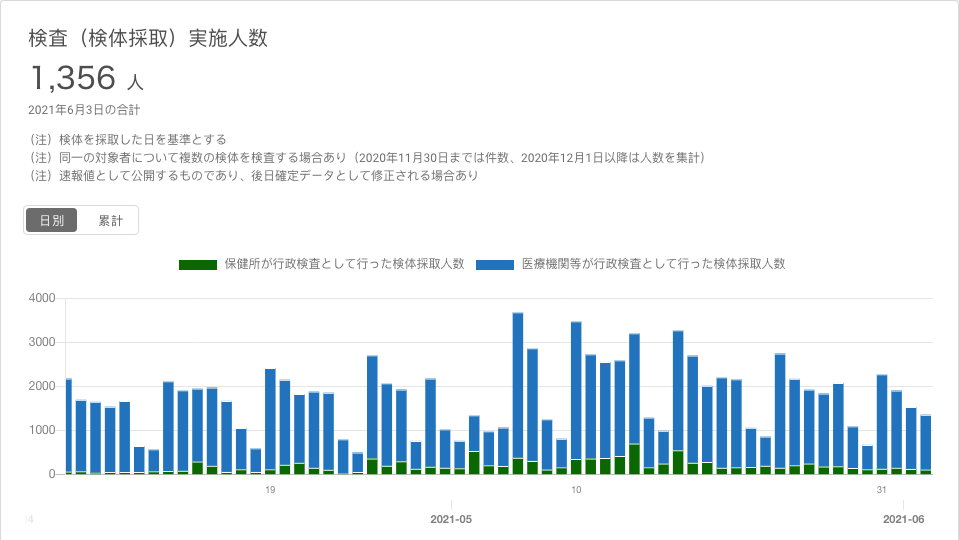 検査（検体採取）実施人数
1,356 人
2021年6月3日の合計
（注）検体を採取した日を基準とする
（注）同一の対象者について複数の検体を検査する場合あり（2020年11月30日までは件数、2020年12月1日以降は人数を集計）
（注）速報値として公開するものであり、後日確定データとして修正される場合あり
日別 累計
保健所が行政検査として行った検体採取人数 医療機関等が行政検査として行った検体採取人数
4000
3000
2000
1000
0
19 10 31
2021-05 2021-06